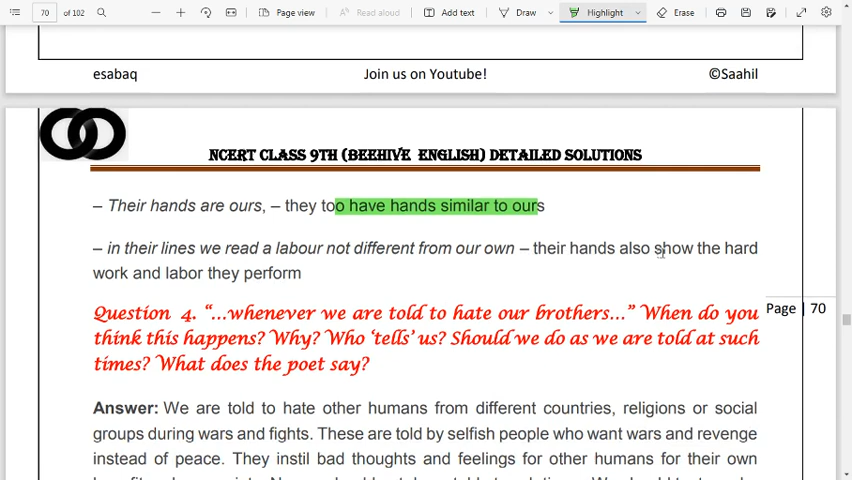 70 of 102 Page view Read aloud Add text Draw Highlight Erase
esabaq Join us on Youtube! ©Saahil
NCERT CLASS 9TH (BEEHIVE ENGLISH) DETAILED SOLUTIONS
– Their hands are ours, – they too have hands similar to ours
– in their lines we read a labour not different from our own – their hands also show the hard
work and labor they perform
Question 4. “…whenever we are told to hate our brothers…” When do you
Page | 70
think this happens? Why? Who ‘tells’ us? Should we do as we are told at such
times? What does the poet say?
Answer: We are told to hate other humans from different countries, religions or social
groups during wars and fights. These are told by selfish people who want wars and revenge
instead of peace. They instil bad thoughts and feelings for other humans for their own